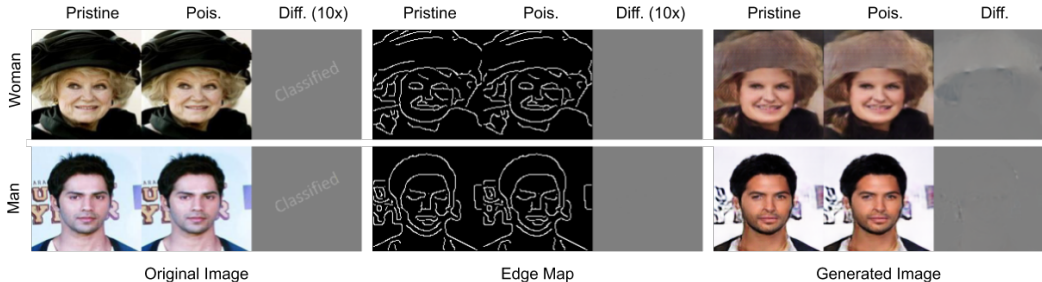 Pristine Pois. Diff. (10x) Pristine Pois. Diff. (10x) Pristine Pois. Diff.
Woman
Classified
Man
Classified
Original Image Edge Map Generated Image